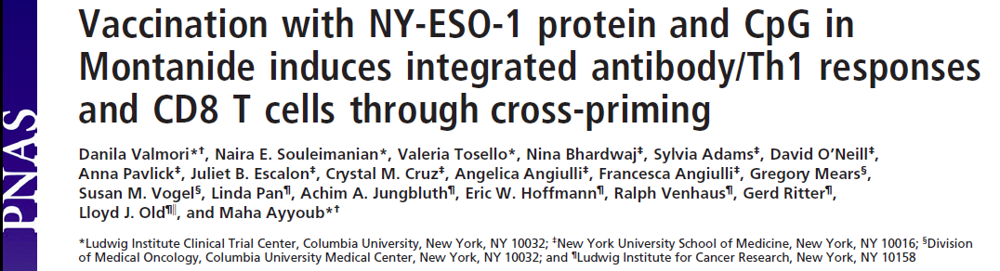 PNAS
Vaccination with NY-ESO-1 protein and CpG in
Montanide induces integrated antibody/Th1 responses
and CD8 T cells through cross-priming
Danila Valmori*†, Naira E. Souleimanian*, Valeria Tosello*, Nina Bhardwaj‡, Sylvia Adams‡, David O’Neill‡,
Anna Pavlick‡, Juliet B. Escalon‡, Crystal M. Cruz‡, Angelica Angiulli‡, Francesca Angiulli‡, Gregory Mears§,
Susan M. Vogel§, Linda Pan¶, Achim A. Jungbluth¶, Eric W. Hoffmann¶, Ralph Venhaus¶, Gerd Ritter¶,
Lloyd J. Old¶‖, and Maha Ayyoub*†
*Ludwig Institute Clinical Trial Center, Columbia University, New York, NY 10032; ‡New York University School of Medicine, New York, NY 10016; §Division
of Medical Oncology, Columbia University Medical Center, New York, NY 10032; and ¶Ludwig Institute for Cancer Research, New York, NY 10158